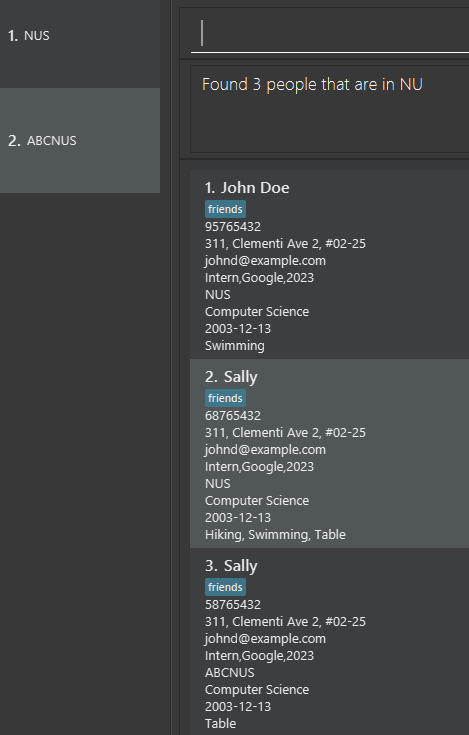 1. NUS
2. ABCNUS
Found 3 people that are in NU
1. John Doe
friends
95765432
311, Clementi Ave 2, #02-25
johnd@example.com
Intern,Google,2023
NUS
Computer Science
2003-12-13
Swimming
2. Sally
friends
68765432
311, Clementi Ave 2, #02-25
johnd@example.com
Intern,Google,2023
NUS
Computer Science
2003-12-13
Hiking, Swimming, Table
3. Sally
friends
58765432
311, Clementi Ave 2, #02-25
johnd@example.com
Intern,Google,2023
ABCNUS
Computer Science
2003-12-13
Table